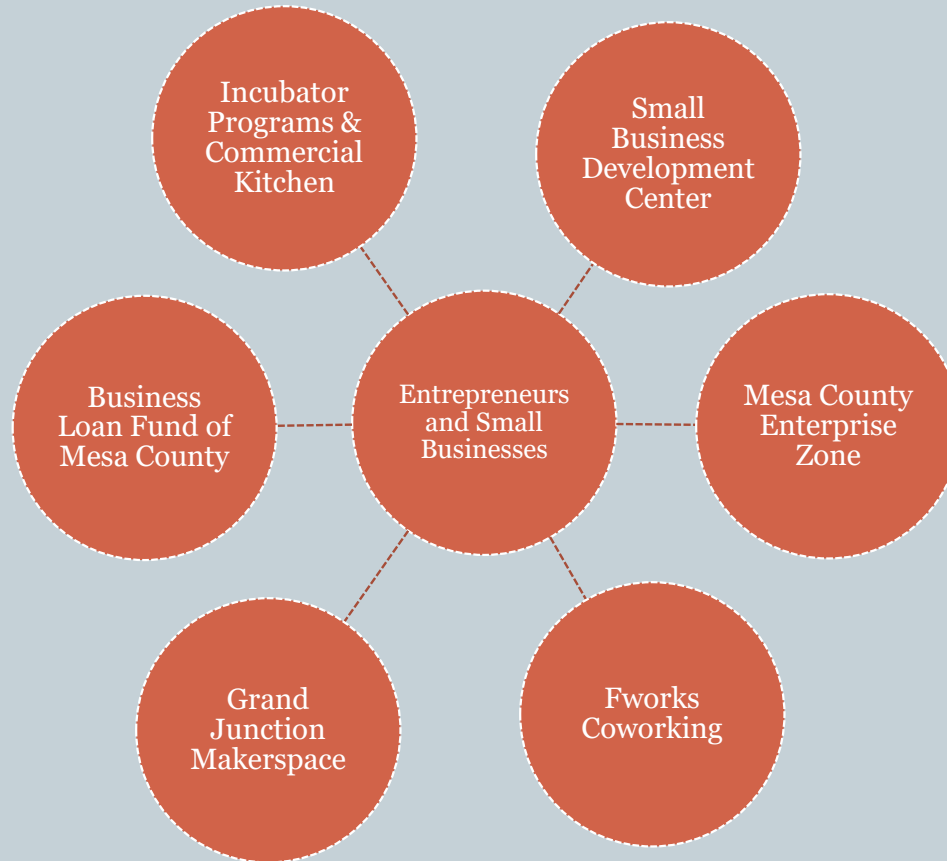 Incubator
Programs &
Commercial
Kitchen
Small
Business
Development
Center
Business
Loan Fund of
Mesa County
Entrepreneurs
and Small
Businesses
Mesa County
Enterprise
Zone
Grand
Junction
Makerspace
Fworks
Coworking